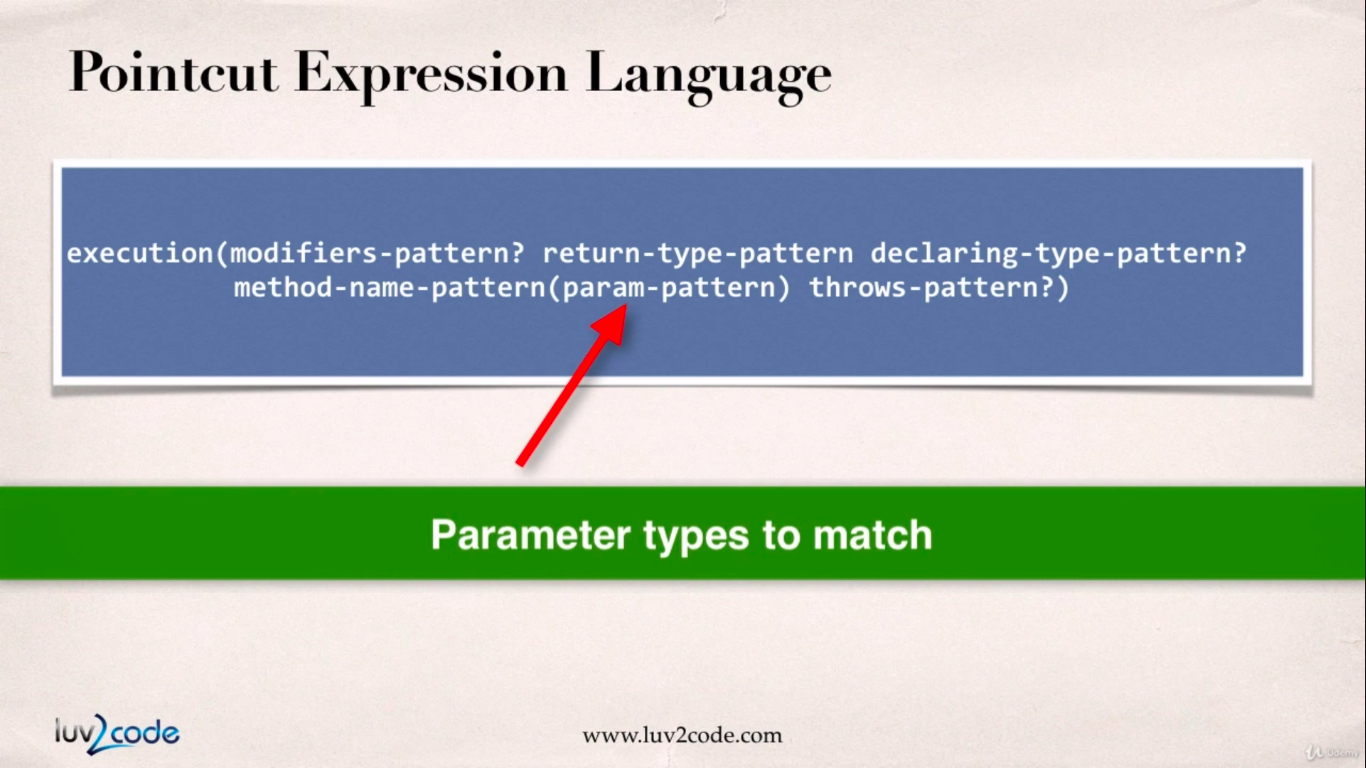 Pointcut Expression Language
execution(modifiers-pattern? return-type-pattern declaring-type-pattern?
method-name-pattern(param-pattern) throws-pattern?)
Parameter types to match
luv2code
www.luv2code.com
Udemy